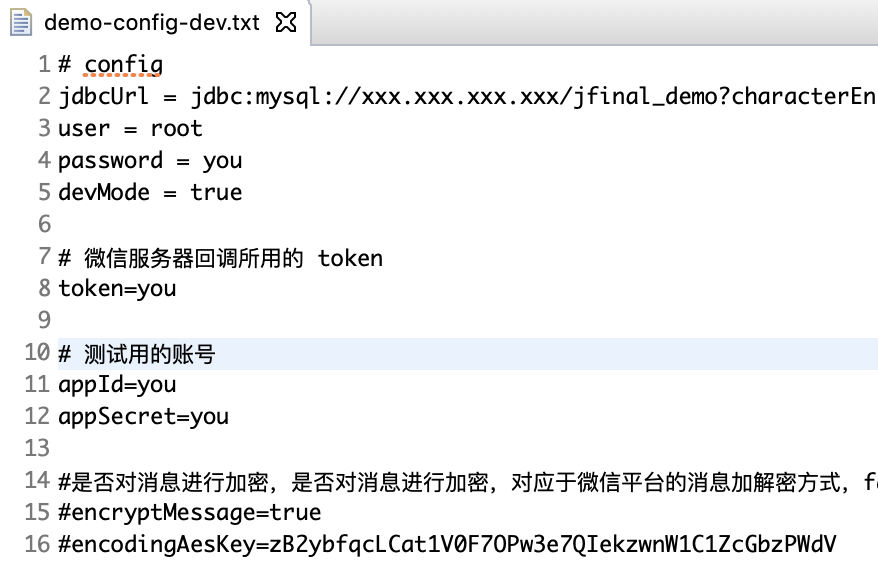 demo-config-dev.txt
1 # config
2 jdbcUrl = jdbc:mysql://xxx.xxx.xxx.xxx/jfinal_demo?characterEn
3 user = root
4 password = you
5 devMode = true
6
7 # 微信服务器回调所用的 token
8 token=you
9
10 # 测试用的账号
11 appId=you
12 appSecret=you
13
14 #是否对消息进行加密，是否对消息进行加密，对应于微信平台的消息加解密方式，f
15 #encryptMessage=true
16 #encodingAesKey=zB2ybfqcLCat1V0F7OPw3e7QIekzwnW1C1ZcGbzPWdV